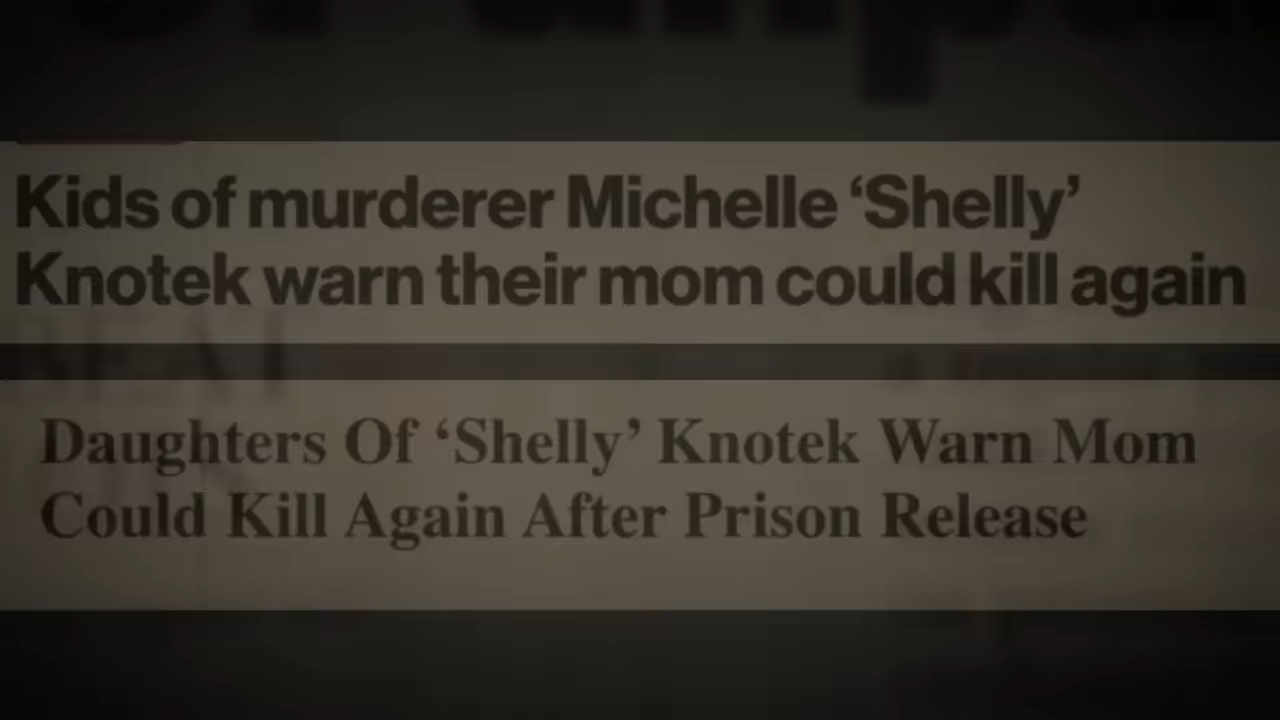 Kids of murderer Michelle ‘Shelly’
Knotek warn their mom could kill again
Daughters Of ‘Shelly’ Knotek Warn Mom
Could Kill Again After Prison Release